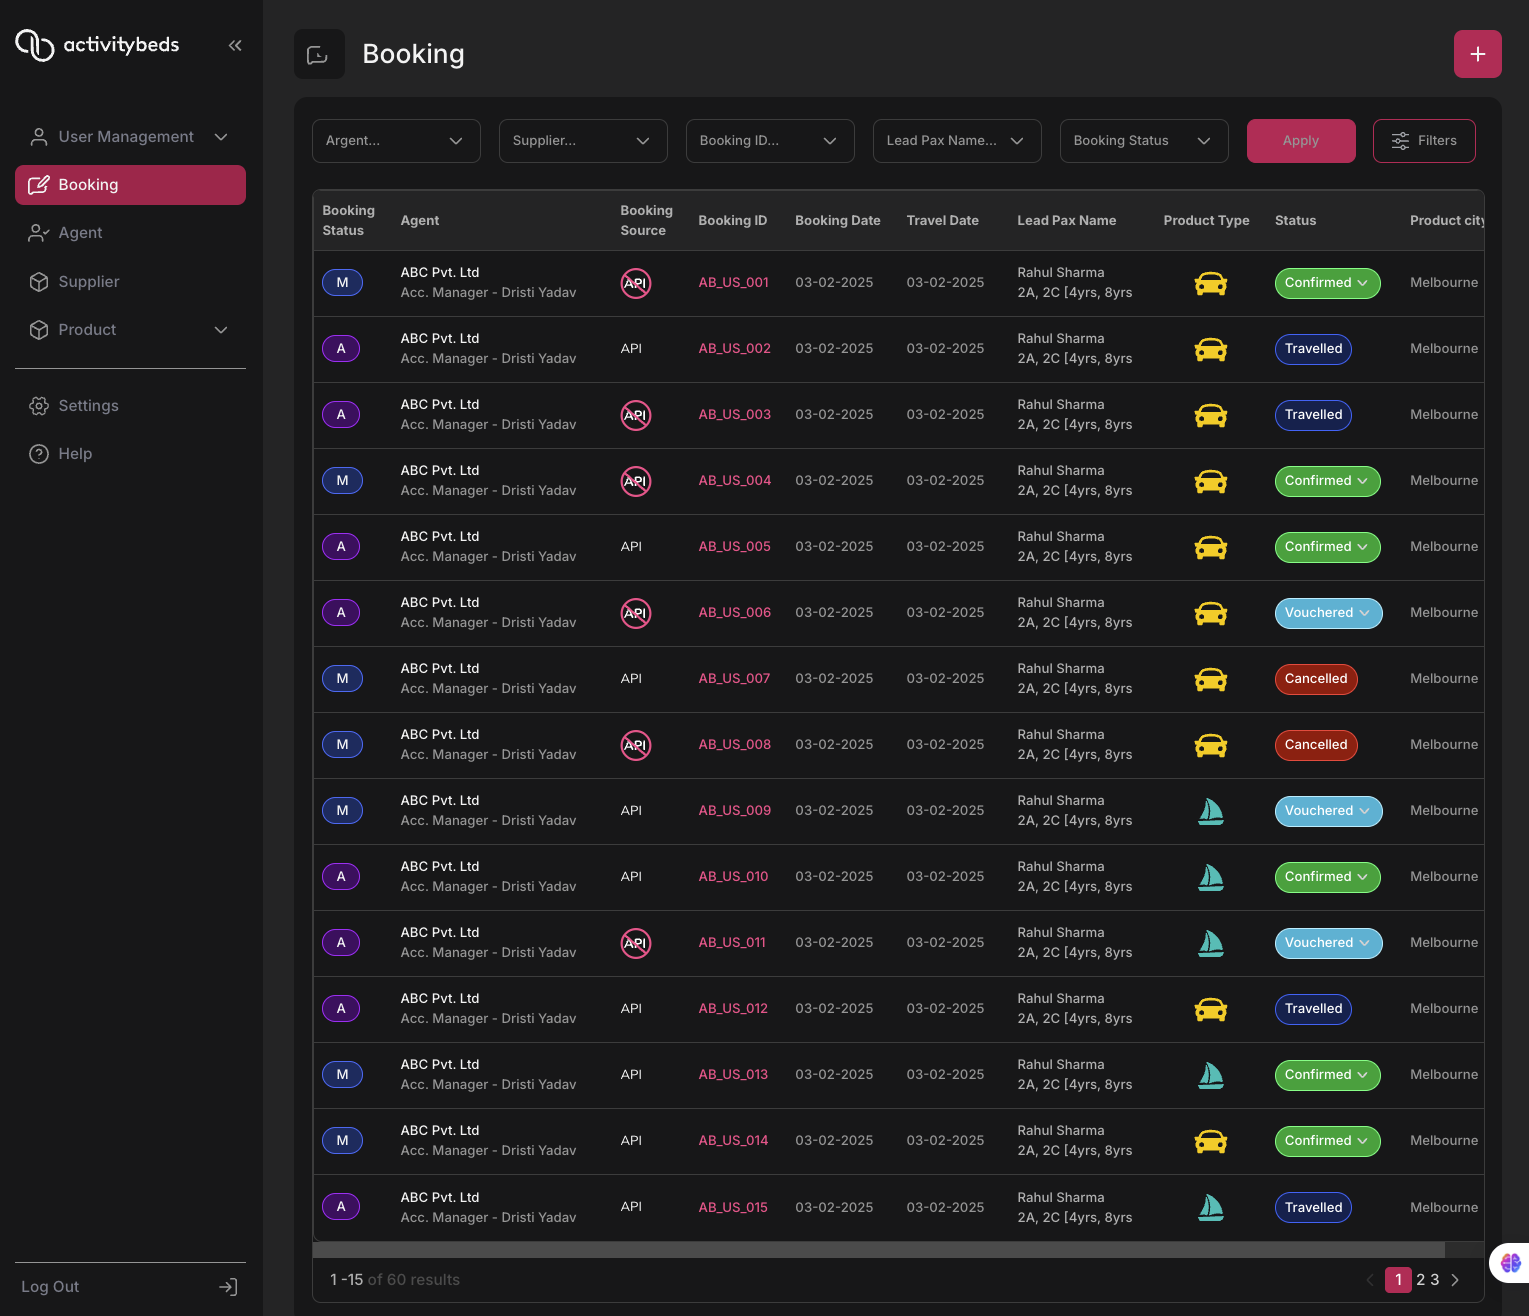 activitybeds
Booking
User Management
Booking
Agent
Supplier
Product
Settings
Help
Log Out
Argent...
Supplier...
Booking ID...
Lead Pax Name...
Booking Status
Apply
Filters
Booking Status Agent Booking Source Booking ID Booking Date Travel Date Lead Pax Name Product Type Status Product city
M ABC Pvt. Ltd API AB_US_001 03-02-2025 03-02-2025 Rahul Sharma Confirmed Melbourne
Acc. Manager - Dristi Yadav 2A, 2C [4yrs, 8yrs
A ABC Pvt. Ltd API AB_US_002 03-02-2025 03-02-2025 Rahul Sharma Travelled Melbourne
Acc. Manager - Dristi Yadav 2A, 2C [4yrs, 8yrs
A ABC Pvt. Ltd API AB_US_003 03-02-2025 03-02-2025 Rahul Sharma Travelled Melbourne
Acc. Manager - Dristi Yadav 2A, 2C [4yrs, 8yrs
M ABC Pvt. Ltd API AB_US_004 03-02-2025 03-02-2025 Rahul Sharma Confirmed Melbourne
Acc. Manager - Dristi Yadav 2A, 2C [4yrs, 8yrs
A ABC Pvt. Ltd API AB_US_005 03-02-2025 03-02-2025 Rahul Sharma Confirmed Melbourne
Acc. Manager - Dristi Yadav 2A, 2C [4yrs, 8yrs
A ABC Pvt. Ltd API AB_US_006 03-02-2025 03-02-2025 Rahul Sharma Vouchered Melbourne
Acc. Manager - Dristi Yadav 2A, 2C [4yrs, 8yrs
M ABC Pvt. Ltd API AB_US_007 03-02-2025 03-02-2025 Rahul Sharma Cancelled Melbourne
Acc. Manager - Dristi Yadav 2A, 2C [4yrs, 8yrs
M ABC Pvt. Ltd API AB_US_008 03-02-2025 03-02-2025 Rahul Sharma Cancelled Melbourne
Acc. Manager - Dristi Yadav 2A, 2C [4yrs, 8yrs
M ABC Pvt. Ltd API AB_US_009 03-02-2025 03-02-2025 Rahul Sharma Vouchered Melbourne
Acc. Manager - Dristi Yadav 2A, 2C [4yrs, 8yrs
A ABC Pvt. Ltd API AB_US_010 03-02-2025 03-02-2025 Rahul Sharma Confirmed Melbourne
Acc. Manager - Dristi Yadav 2A, 2C [4yrs, 8yrs
A ABC Pvt. Ltd API AB_US_011 03-02-2025 03-02-2025 Rahul Sharma Vouchered Melbourne
Acc. Manager - Dristi Yadav 2A, 2C [4yrs, 8yrs
A ABC Pvt. Ltd API AB_US_012 03-02-2025 03-02-2025 Rahul Sharma Travelled Melbourne
Acc. Manager - Dristi Yadav 2A, 2C [4yrs, 8yrs
M ABC Pvt. Ltd API AB_US_013 03-02-2025 03-02-2025 Rahul Sharma Confirmed Melbourne
Acc. Manager - Dristi Yadav 2A, 2C [4yrs, 8yrs
M ABC Pvt. Ltd API AB_US_014 03-02-2025 03-02-2025 Rahul Sharma Confirmed Melbourne
Acc. Manager - Dristi Yadav 2A, 2C [4yrs, 8yrs
A ABC Pvt. Ltd API AB_US_015 03-02-2025 03-02-2025 Rahul Sharma Travelled Melbourne
Acc. Manager - Dristi Yadav 2A, 2C [4yrs, 8yrs
1 -15 of 60 results
1 2 3